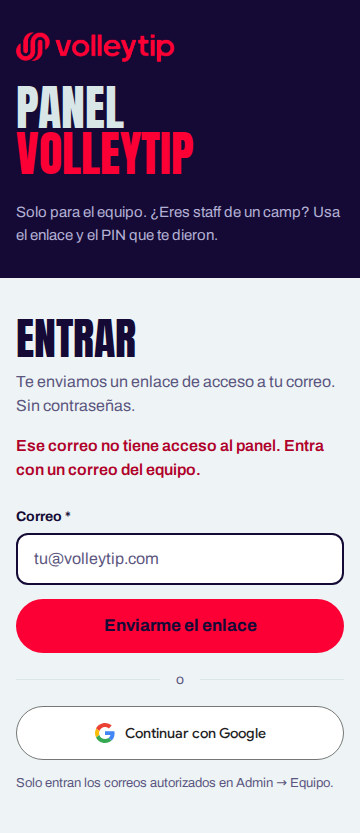 volleytip
PANEL
VOLLEYTIP
Solo para el equipo. ¿Eres staff de un camp? Usa
el enlace y el PIN que te dieron.
ENTRAR
Te enviamos un enlace de acceso a tu correo.
Sin contraseñas.
Ese correo no tiene acceso al panel. Entra
con un correo del equipo.
Correo *
tu@volleytip.com
Enviarme el enlace
o
Continuar con Google
Solo entran los correos autorizados en Admin → Equipo.